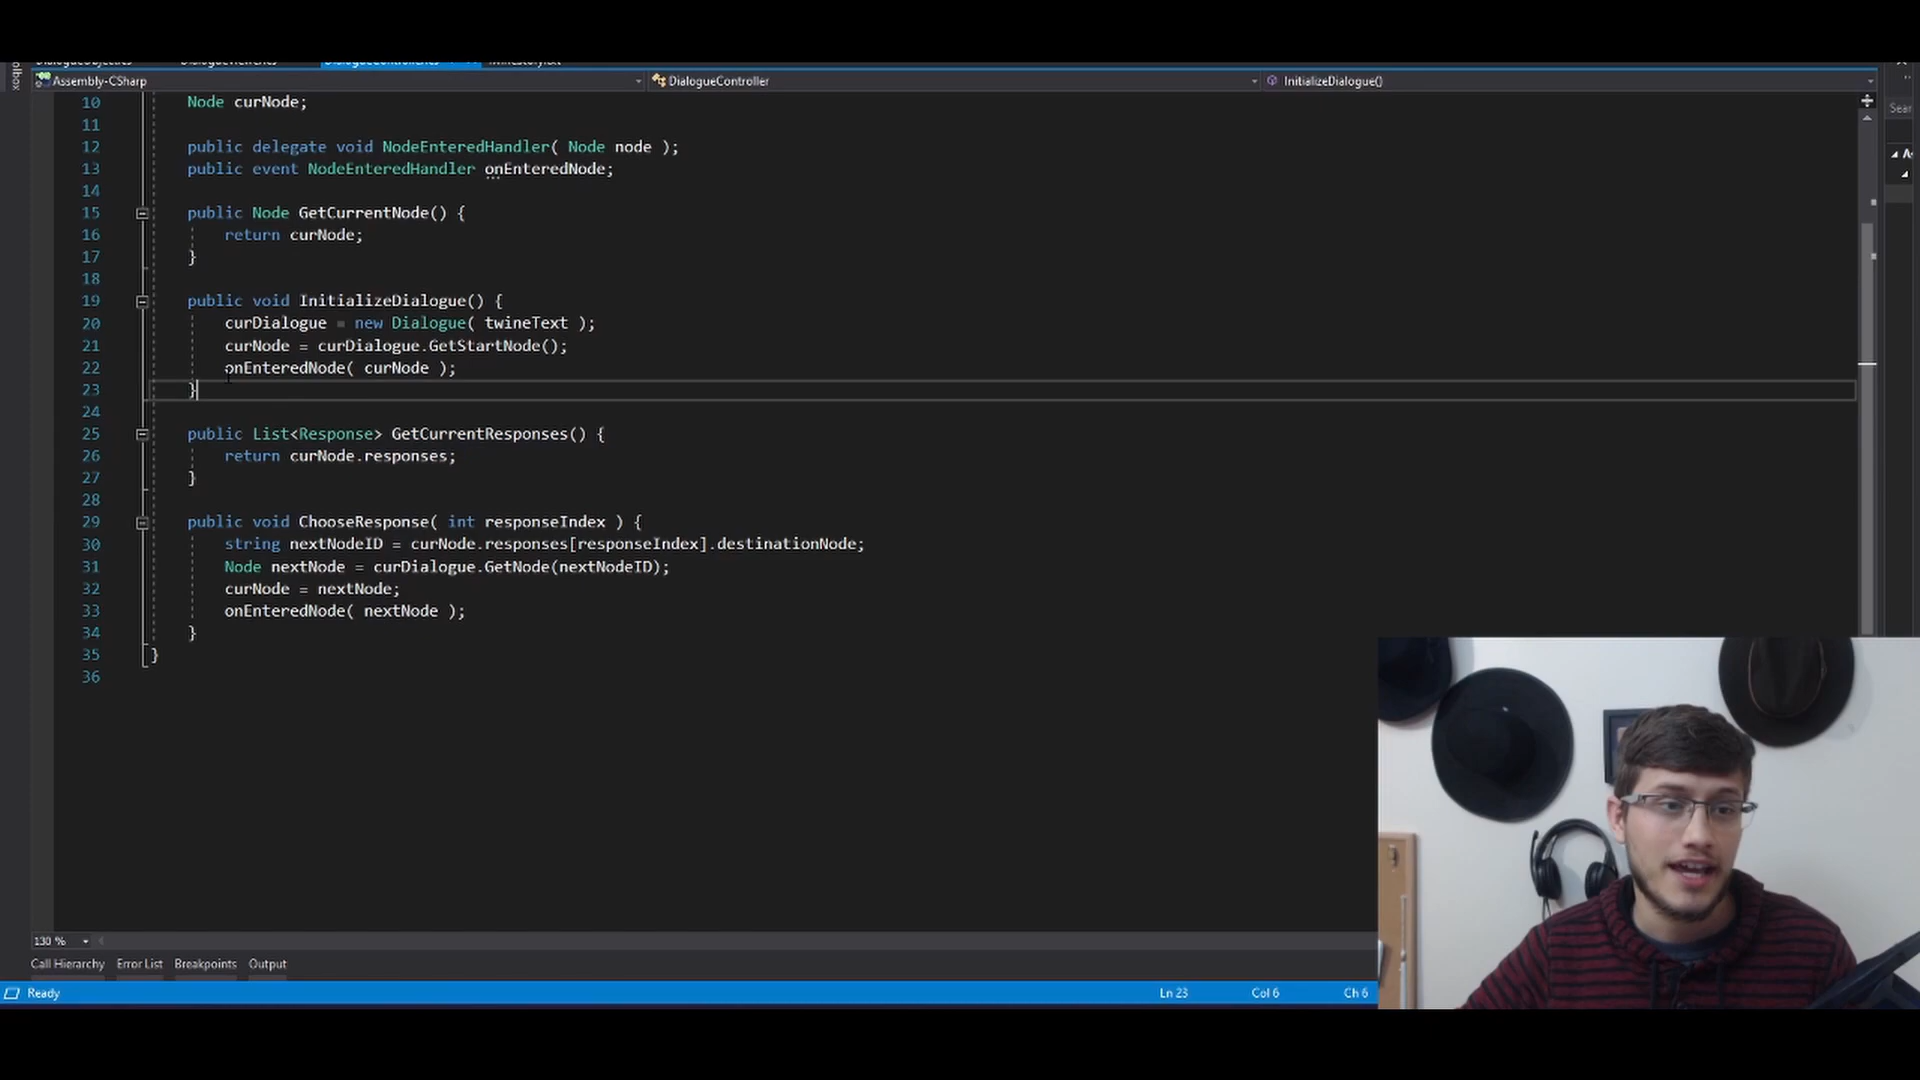 Assembly-CSharp DialogueController InitializeDialogue()
10 Node curNode;
11
12 public delegate void NodeEnteredHandler( Node node );
13 public event NodeEnteredHandler onEnteredNode;
14
15 public Node GetCurrentNode() {
16 return curNode;
17 }
18
19 public void InitializeDialogue() {
20 curDialogue = new Dialogue( twineText );
21 curNode = curDialogue.GetStartNode();
22 onEnteredNode( curNode );
23 }
24
25 public List<Response> GetCurrentResponses() {
26 return curNode.responses;
27 }
28
29 public void ChooseResponse( int responseIndex ) {
30 string nextNodeID = curNode.responses[responseIndex].destinationNode;
31 Node nextNode = curDialogue.GetNode(nextNodeID);
32 curNode = nextNode;
33 onEnteredNode( nextNode );
34 }
35 }
36
130 %
Call Hierarchy Error List Breakpoints Output
Ready Ln 23 Col 6 Ch 6